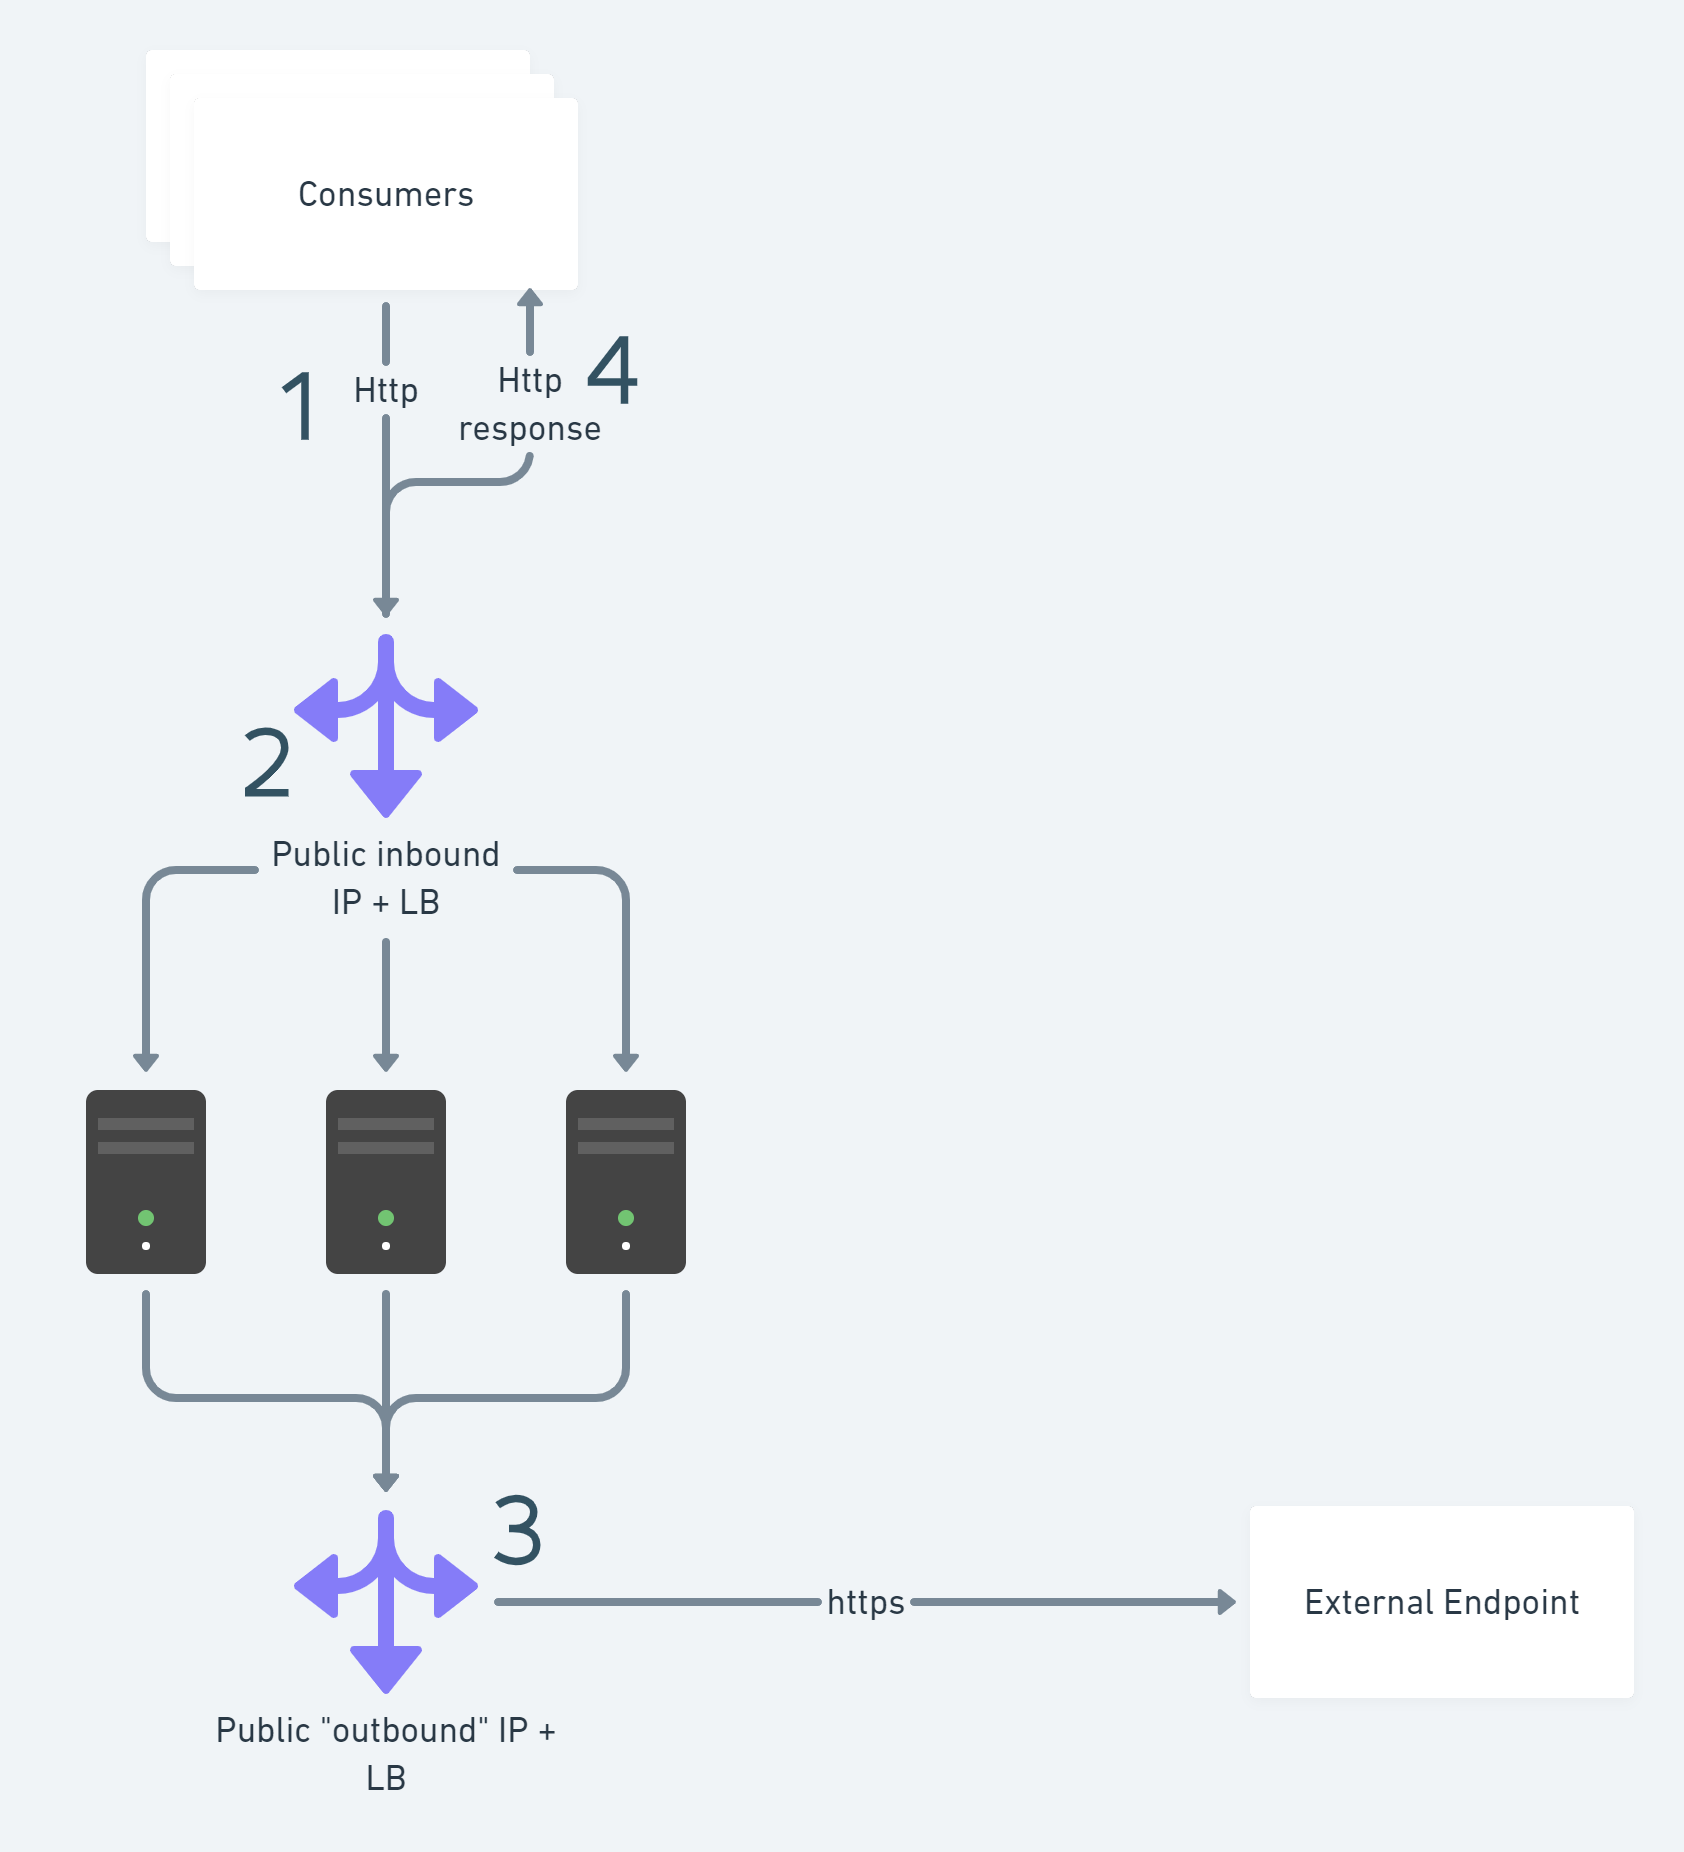 Consumers
1
Http
Http
response
4
2
Public inbound
IP + LB
3
https
External Endpoint
Public "outbound" IP +
LB